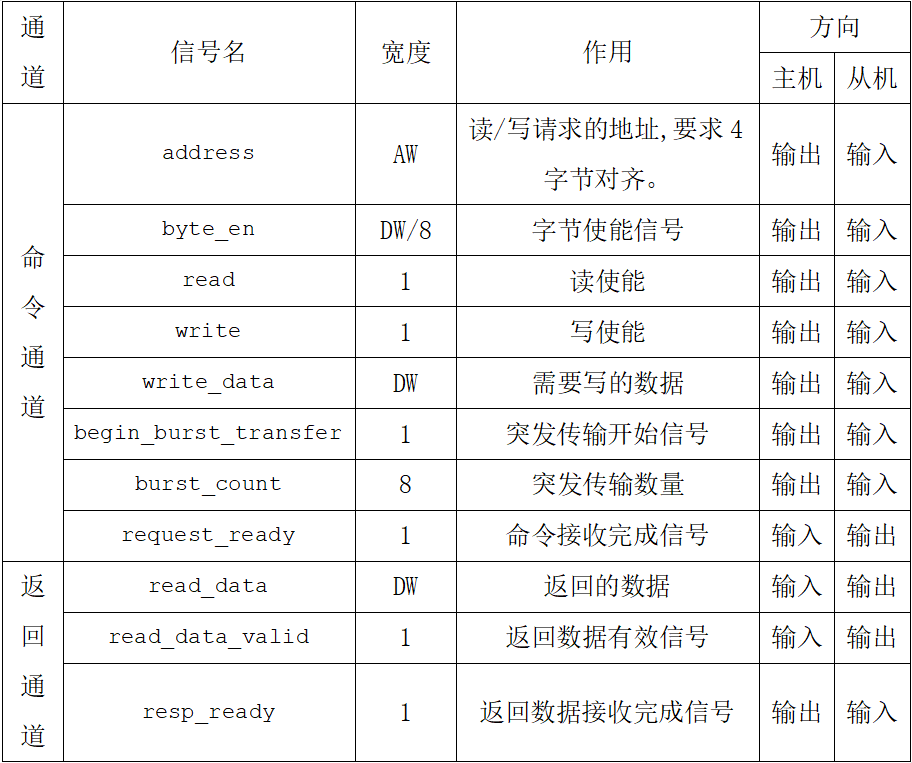 通道 信号名 宽度 作用 方向
主机 从机
命令通道
address AW 读/写请求的地址,要求4
字节对齐。 输出 输入
byte_en DW/8 字节使能信号 输出 输入
read 1 读使能 输出 输入
write 1 写使能 输出 输入
write_data DW 需要写的数据 输出 输入
begin_burst_transfer 1 突发传输开始信号 输出 输入
burst_count 8 突发传输数量 输出 输入
request_ready 1 命令接收完成信号 输入 输出
返回通道
read_data DW 返回的数据 输入 输出
read_data_valid 1 返回数据有效信号 输入 输出
resp_ready 1 返回数据接收完成信号 输出 输入